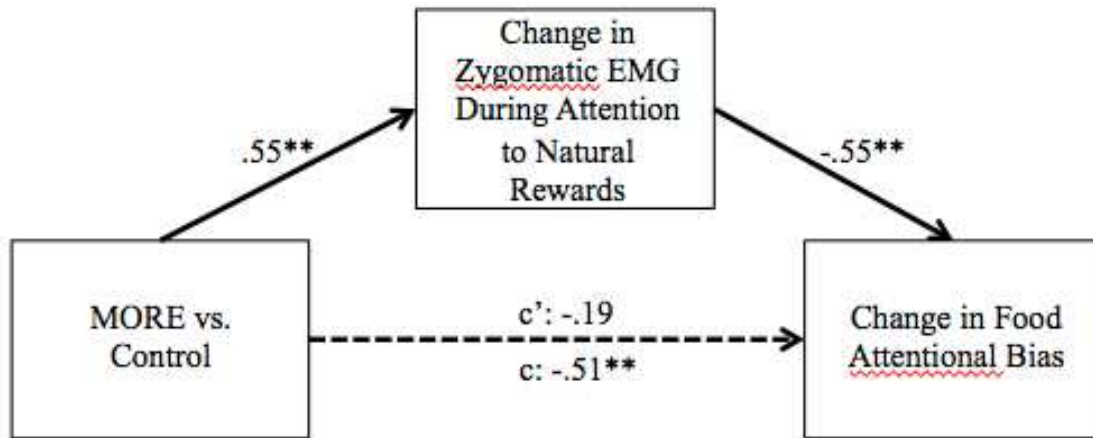 Change in
Zygomatic EMG
During Attention
to Natural
Rewards
.55**
-.55**
MORE vs.
Control
c’: -.19
c: -.51**
Change in Food
Attentional Bias